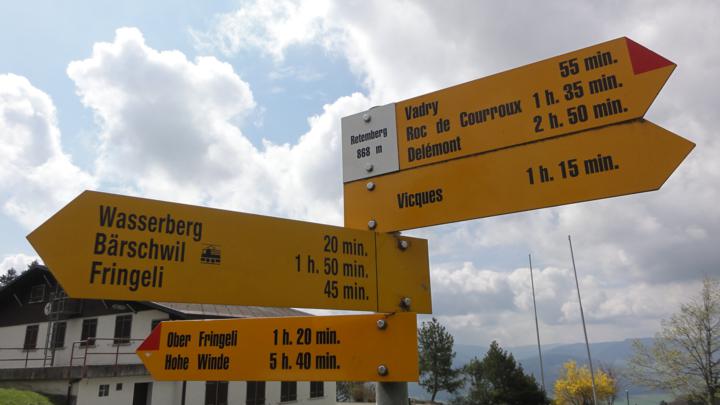 Retemberg
868 m
Vadry 55 min.
Roc de Courroux 1 h. 35 min.
Delémont 2 h. 50 min.
Vicques 1 h. 15 min.
Wasserberg 20 min.
Bärschwil 1 h. 50 min.
Fringeli 45 min.
Ober Fringeli 1 h. 20 min.
Hohe Winde 5 h. 40 min.